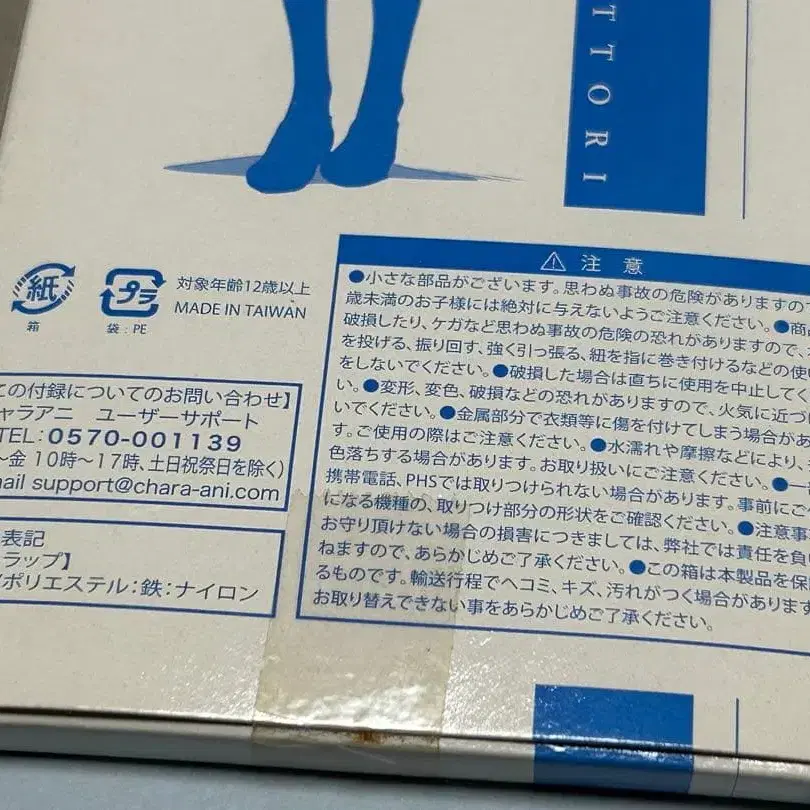 TTORI
紙
箱
プラ
袋：PE
対象年齢12歳以上
MADE IN TAIWAN
この付録についてのお問い合わせ】
ャラアニ ユーザーサポート
TEL：0570-001139
～金 10時～17時、土日祝祭日を除く)
mail support@chara-ani.com
表記
ラップ】
ポリエステル：鉄：ナイロン
⚠ 注 意
●小さな部品がございます。思わぬ事故の危険がありますの
歳未満のお子様には絶対に与えないようご注意ください。●商品
破損したり、ケガなど思わぬ事故の危険の恐れがありますので、
を投げる、振り回す、強く引っ張る、紐を指に巻き付けるなどの使い
をしないでください。●破損した場合は直ちに使用を中止してく
い。●変形、変色、破損などの恐れがありますので、火気に近づけ
いでください。●金属部分で衣類等に傷を付けてしまう場合があ
す。ご使用の際はご注意ください。●水濡れや摩擦などにより、
色落ちする場合があります。お取り扱いにご注意ください。●一
携帯電話、PHSでは取りつけられない場合があります。事前にご
になる機種の、取りつけ部分の形状をご確認ください。●注意事
お守り頂けない場合の損害につきましては、弊社では責任を負い
ねますので、あらかじめご了承ください。●この箱は本製品を保
るものです。輸送行程でヘコミ、キズ、汚れがつく場合があります
お取り替えできない事をあらかじめご了承ください。